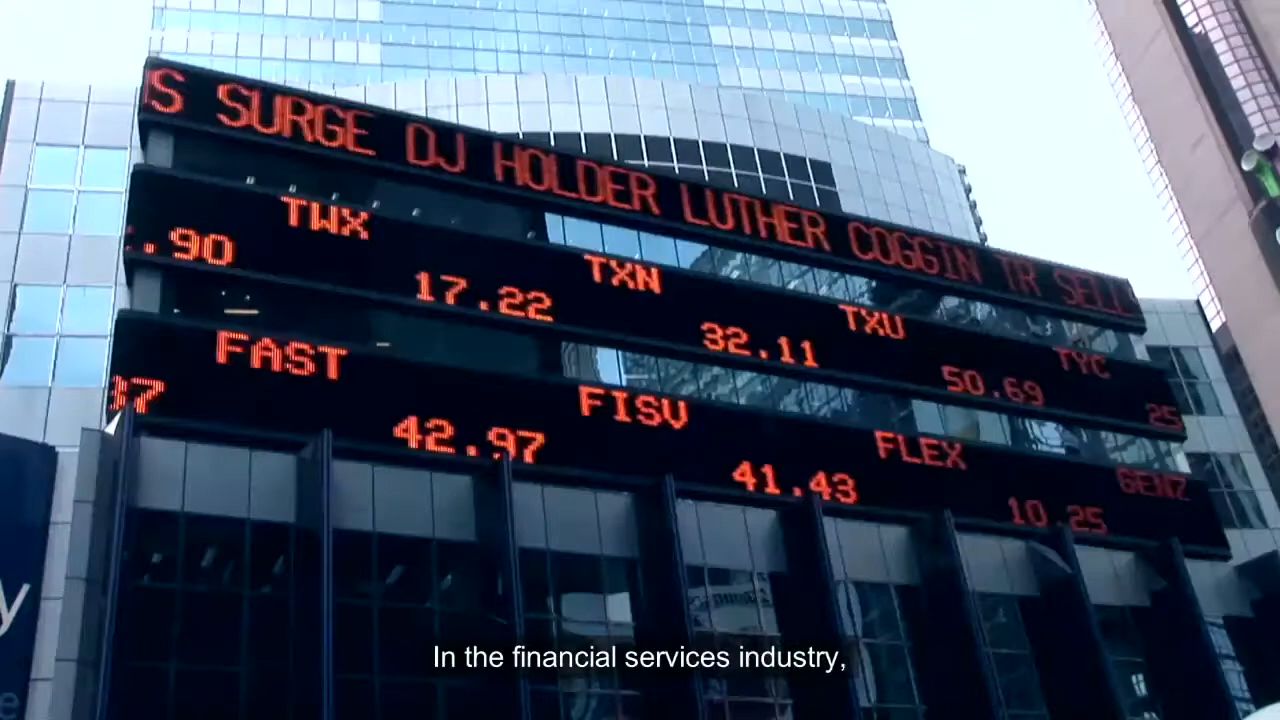 S SURGE DJ HOLDER LUTHER COGGIN TR SELL
TWX TXN TXU TYC
.90 17.22 32.11 50.69 25
FAST FISV FLEX GENZ
37 42.97 41.43 10.25
y
e
In the financial services industry,